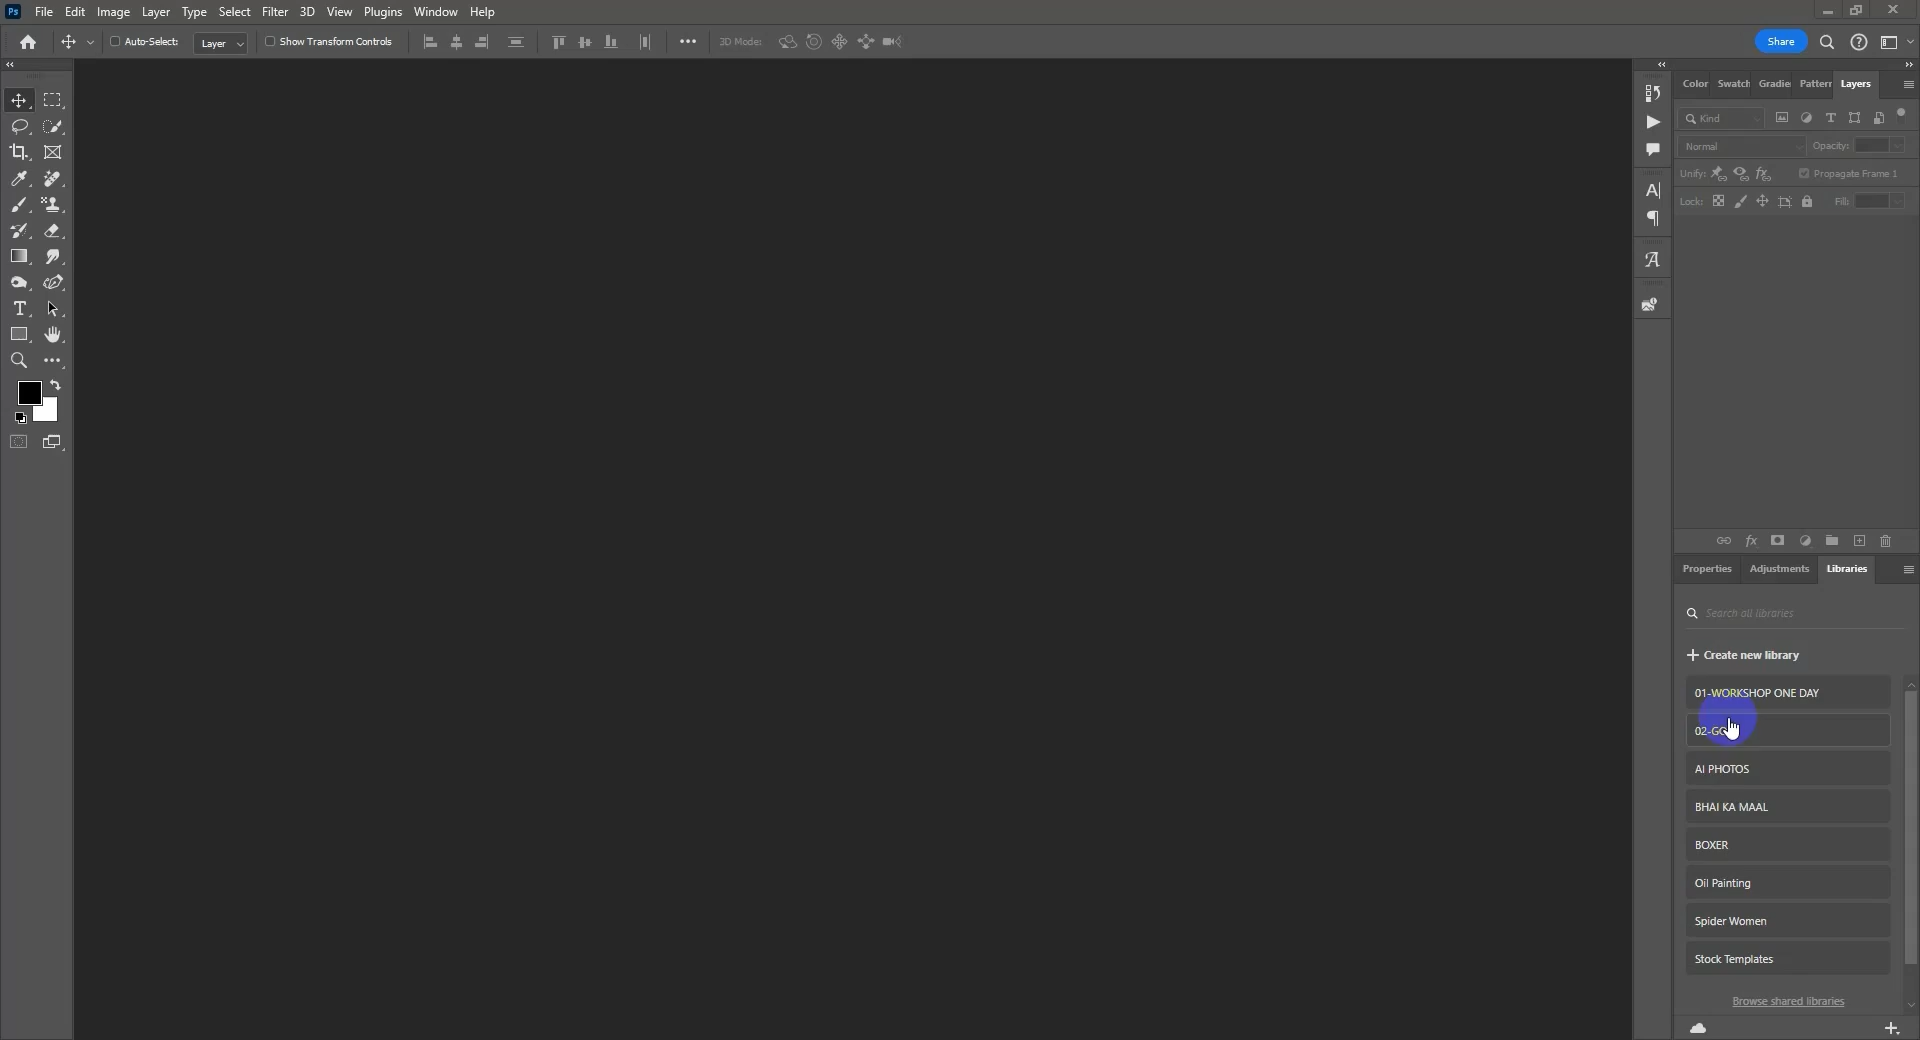 Ps File Edit Image Layer Type Select Filter 3D View Plugins Window Help
Auto-Select: Layer Show Transform Controls 3D Mode: Share
Color Swatch Gradie Pattern Layers
Kind
Normal Opacity:
Unify: Propagate Frame 1
Lock: Fill:
Properties Adjustments Libraries
Search all libraries
Create new library
01-WORKSHOP ONE DAY
AI PHOTOS
BHAI KA MAAL
BOXER
Oil Painting
Spider Women
Stock Templates
Browse shared libraries